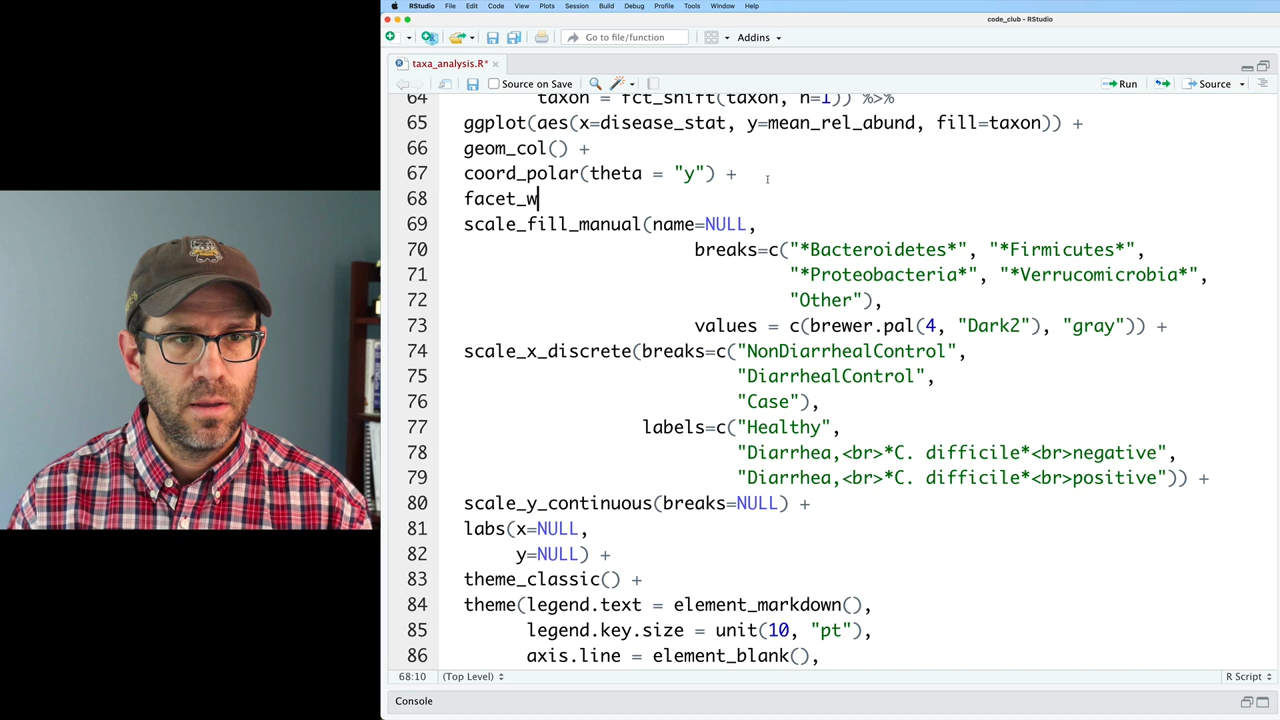 RStudio File Edit Code View Plots Session Build Debug Profile Tools Window Help
code_club - RStudio
Go to file/function Addins
taxa_analysis.R*
Source on Save Run Source
64 taxon = fct_shift(taxon, n=1)) %>%
65 ggplot(aes(x=disease_stat, y=mean_rel_abund, fill=taxon)) +
66 geom_col() +
67 coord_polar(theta = "y") +
68 facet_w
69 scale_fill_manual(name=NULL,
70 breaks=c("*Bacteroidetes*", "*Firmicutes*",
71 "*Proteobacteria*", "*Verrucomicrobia*",
72 "Other"),
73 values = c(brewer.pal(4, "Dark2"), "gray")) +
74 scale_x_discrete(breaks=c("NonDiarrhealControl",
75 "DiarrhealControl",
76 "Case"),
77 labels=c("Healthy",
78 "Diarrhea,<br>*C. difficile*<br>negative",
79 "Diarrhea,<br>*C. difficile*<br>positive")) +
80 scale_y_continuous(breaks=NULL) +
81 labs(x=NULL,
82 y=NULL) +
83 theme_classic() +
84 theme(legend.text = element_markdown(),
85 legend.key.size = unit(10, "pt"),
86 axis.line = element_blank(),
68:10 (Top Level) R Script
Console